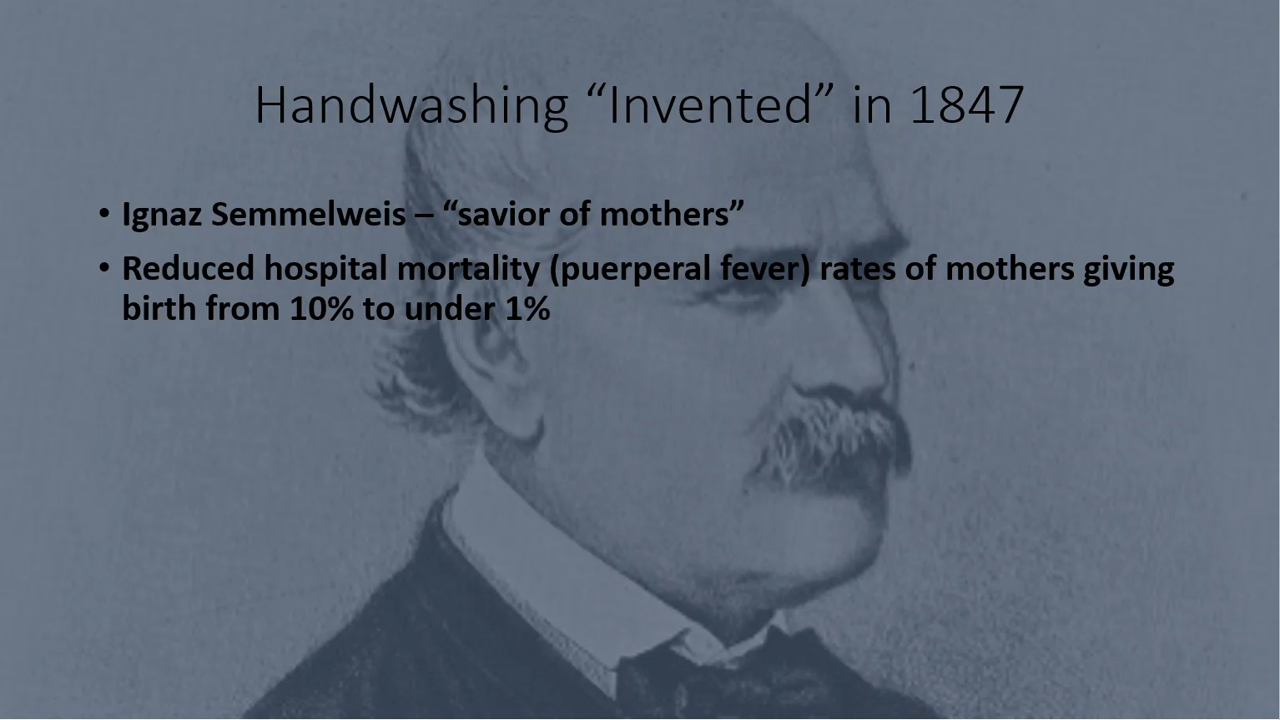 Handwashing “Invented” in 1847
• Ignaz Semmelweis – “savior of mothers”
• Reduced hospital mortality (puerperal fever) rates of mothers giving
birth from 10% to under 1%